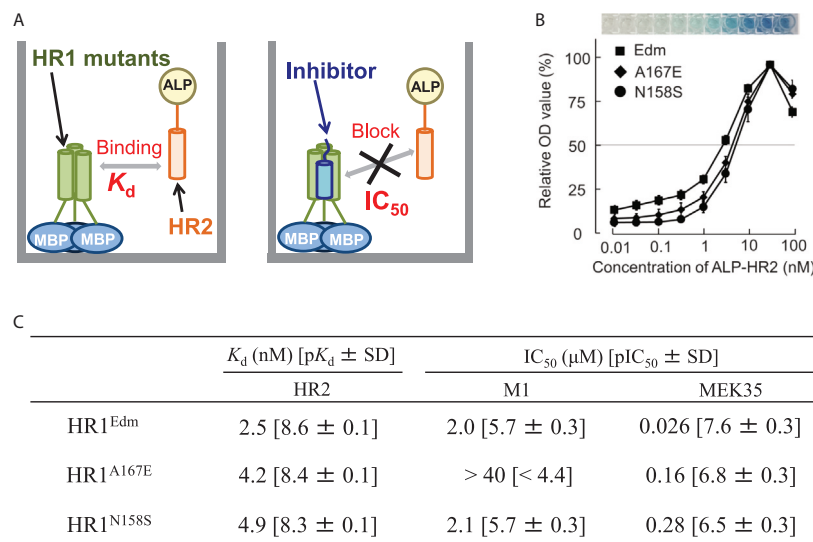 A
HR1 mutants
ALP
Binding
Kd
HR2
MBP MBP
Inhibitor
ALP
Block
IC50
MBP MBP
B
Relative OD value (%)
100
75
50
25
0
Edm
A167E
N158S
0.01 0.1 1 10 100
Concentration of ALP-HR2 (nM)
C
Kd (nM) [pKd ± SD] IC50 (μM) [pIC50 ± SD]
HR2 M1 MEK35
HR1Edm 2.5 [8.6 ± 0.1] 2.0 [5.7 ± 0.3] 0.026 [7.6 ± 0.3]
HR1A167E 4.2 [8.4 ± 0.1] > 40 [< 4.4] 0.16 [6.8 ± 0.3]
HR1N158S 4.9 [8.3 ± 0.1] 2.1 [5.7 ± 0.3] 0.28 [6.5 ± 0.3]